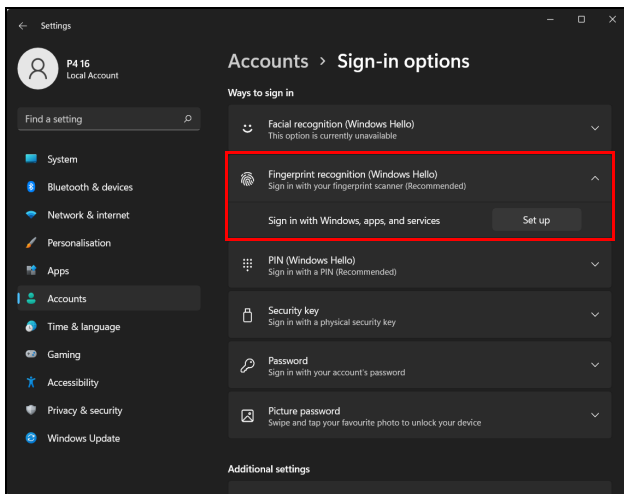 Settings
P4 16
Local Account
Find a setting
System
Bluetooth & devices
Network & internet
Personalisation
Apps
Accounts
Time & language
Gaming
Accessibility
Privacy & security
Windows Update
Accounts > Sign-in options
Ways to sign in
Facial recognition (Windows Hello)
This option is currently unavailable
Fingerprint recognition (Windows Hello)
Sign in with your fingerprint scanner (Recommended)
Sign in with Windows, apps, and services Set up
PIN (Windows Hello)
Sign in with a PIN (Recommended)
Security key
Sign in with a physical security key
Password
Sign in with your account's password
Picture password
Swipe and tap your favourite photo to unlock your device
Additional settings